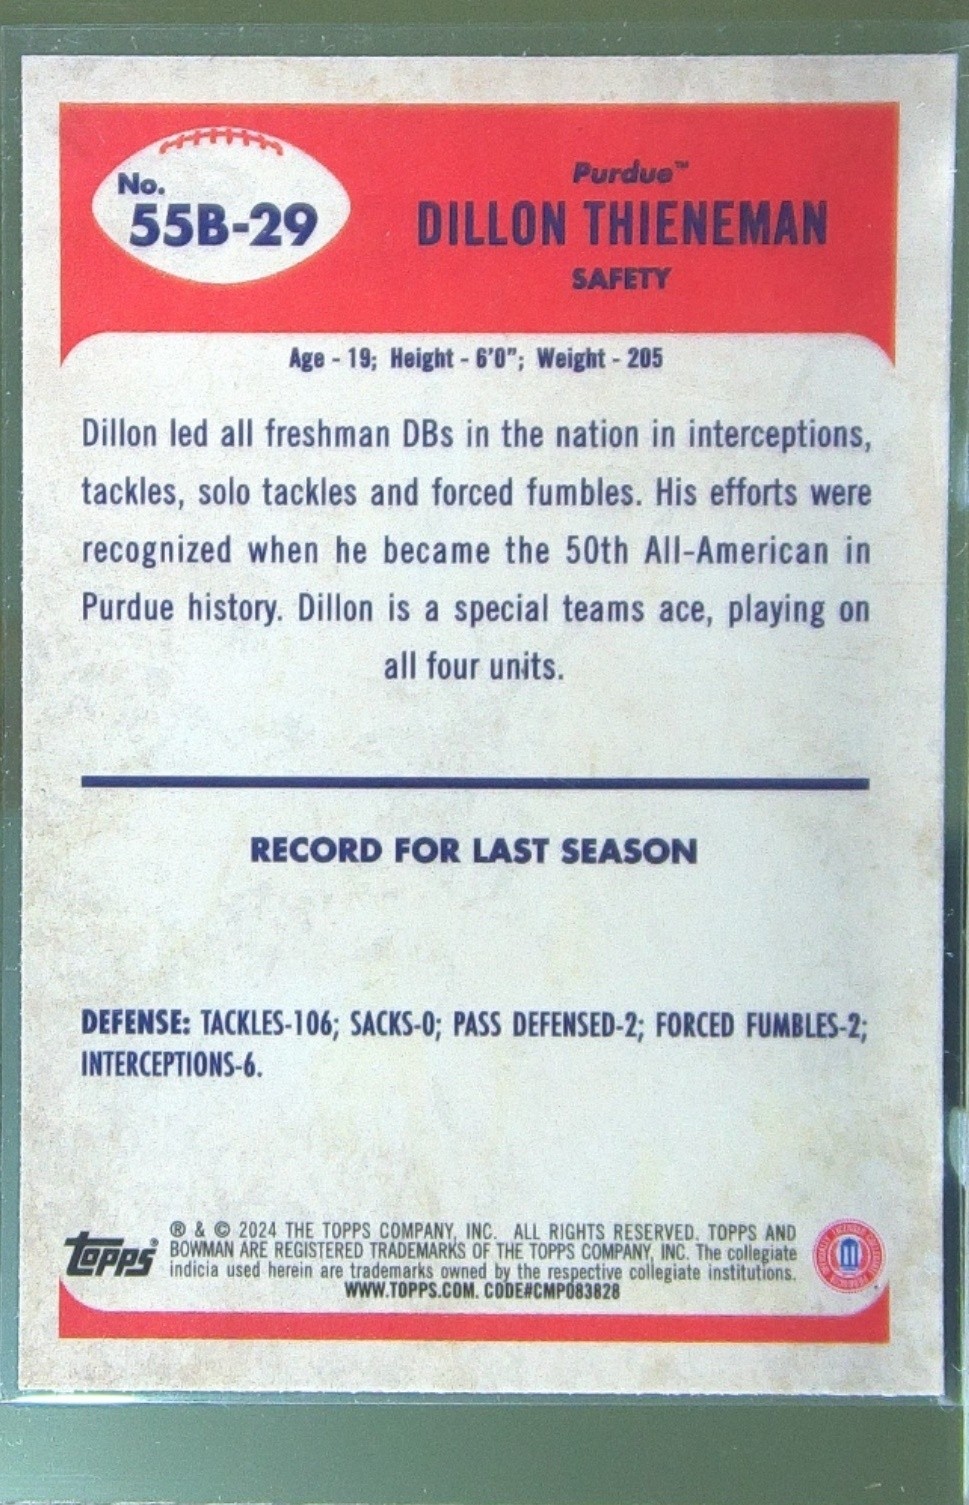 No.
55B-29
Purdue™
DILLON THIENEMAN
SAFETY
Age - 19; Height - 6'0"; Weight - 205
Dillon led all freshman DBs in the nation in interceptions,
tackles, solo tackles and forced fumbles. His efforts were
recognized when he became the 50th All-American in
Purdue history. Dillon is a special teams ace, playing on
all four units.
RECORD FOR LAST SEASON
DEFENSE: TACKLES-106; SACKS-0; PASS DEFENSED-2; FORCED FUMBLES-2;
INTERCEPTIONS-6.
topps®
® & © 2024 THE TOPPS COMPANY, INC. ALL RIGHTS RESERVED. TOPPS AND
BOWMAN ARE REGISTERED TRADEMARKS OF THE TOPPS COMPANY, INC. The collegiate
indicia used herein are trademarks owned by the respective collegiate institutions.
WWW.TOPPS.COM. CODE#CMP083828